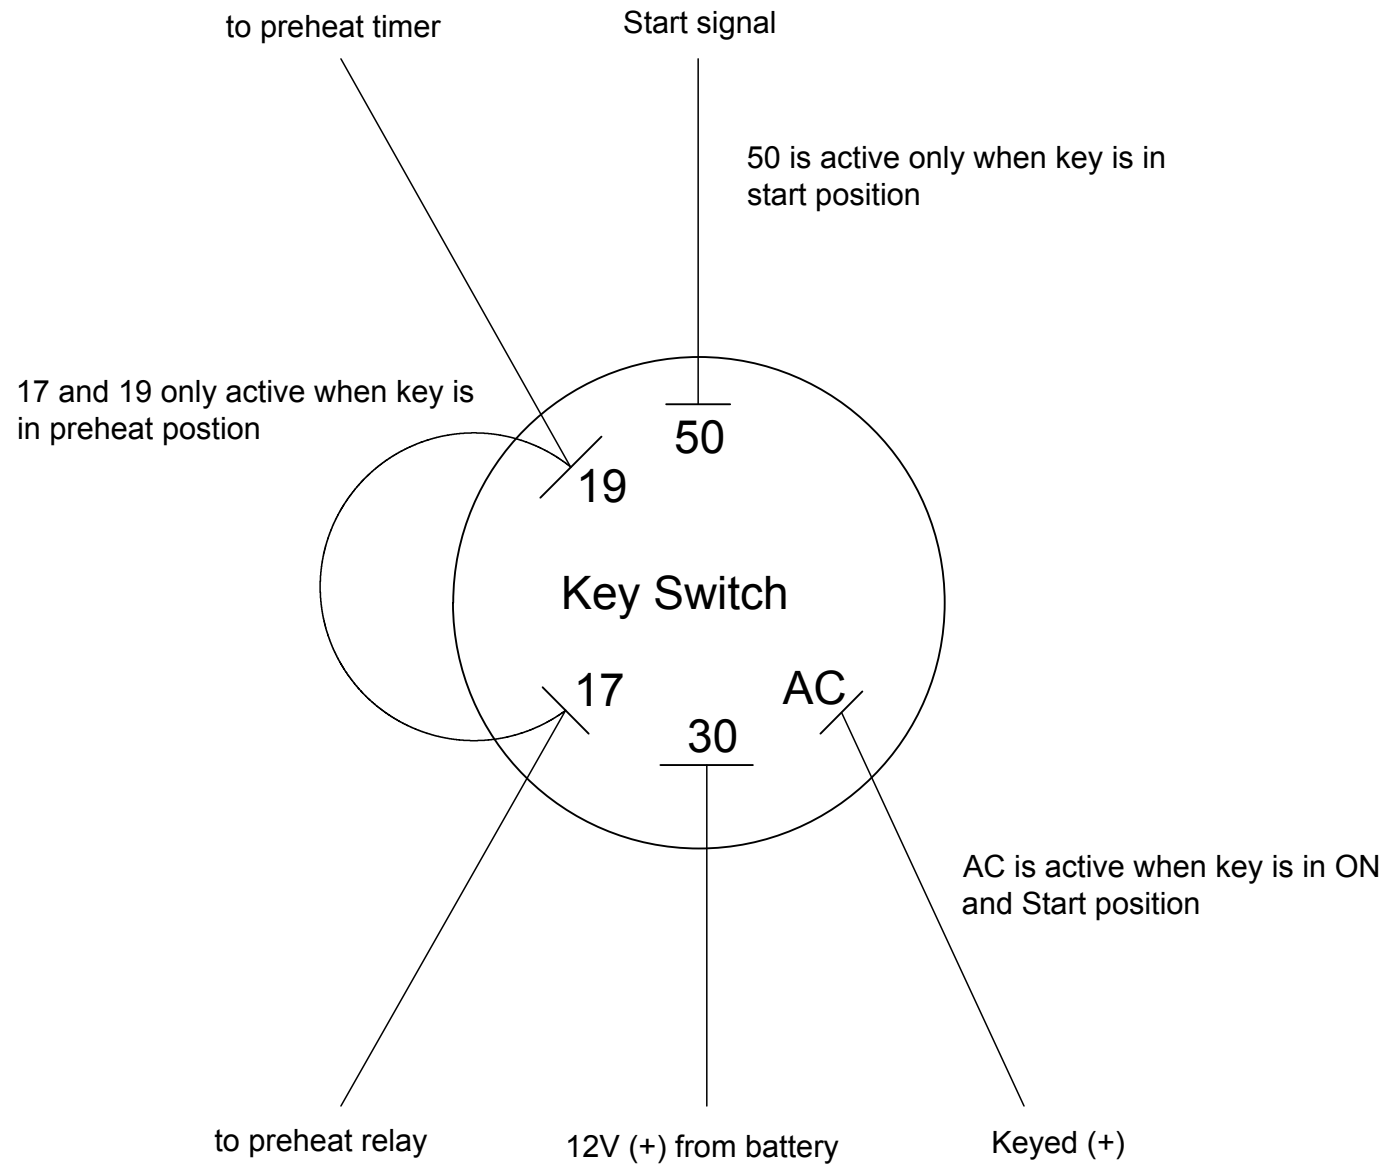 to preheat timer
Start signal
50 is active only when key is in
start position
17 and 19 only active when key is
in preheat postion
50
19
Key Switch
17
AC
30
AC is active when key is in ON
and Start position
to preheat relay
12V (+) from battery
Keyed (+)